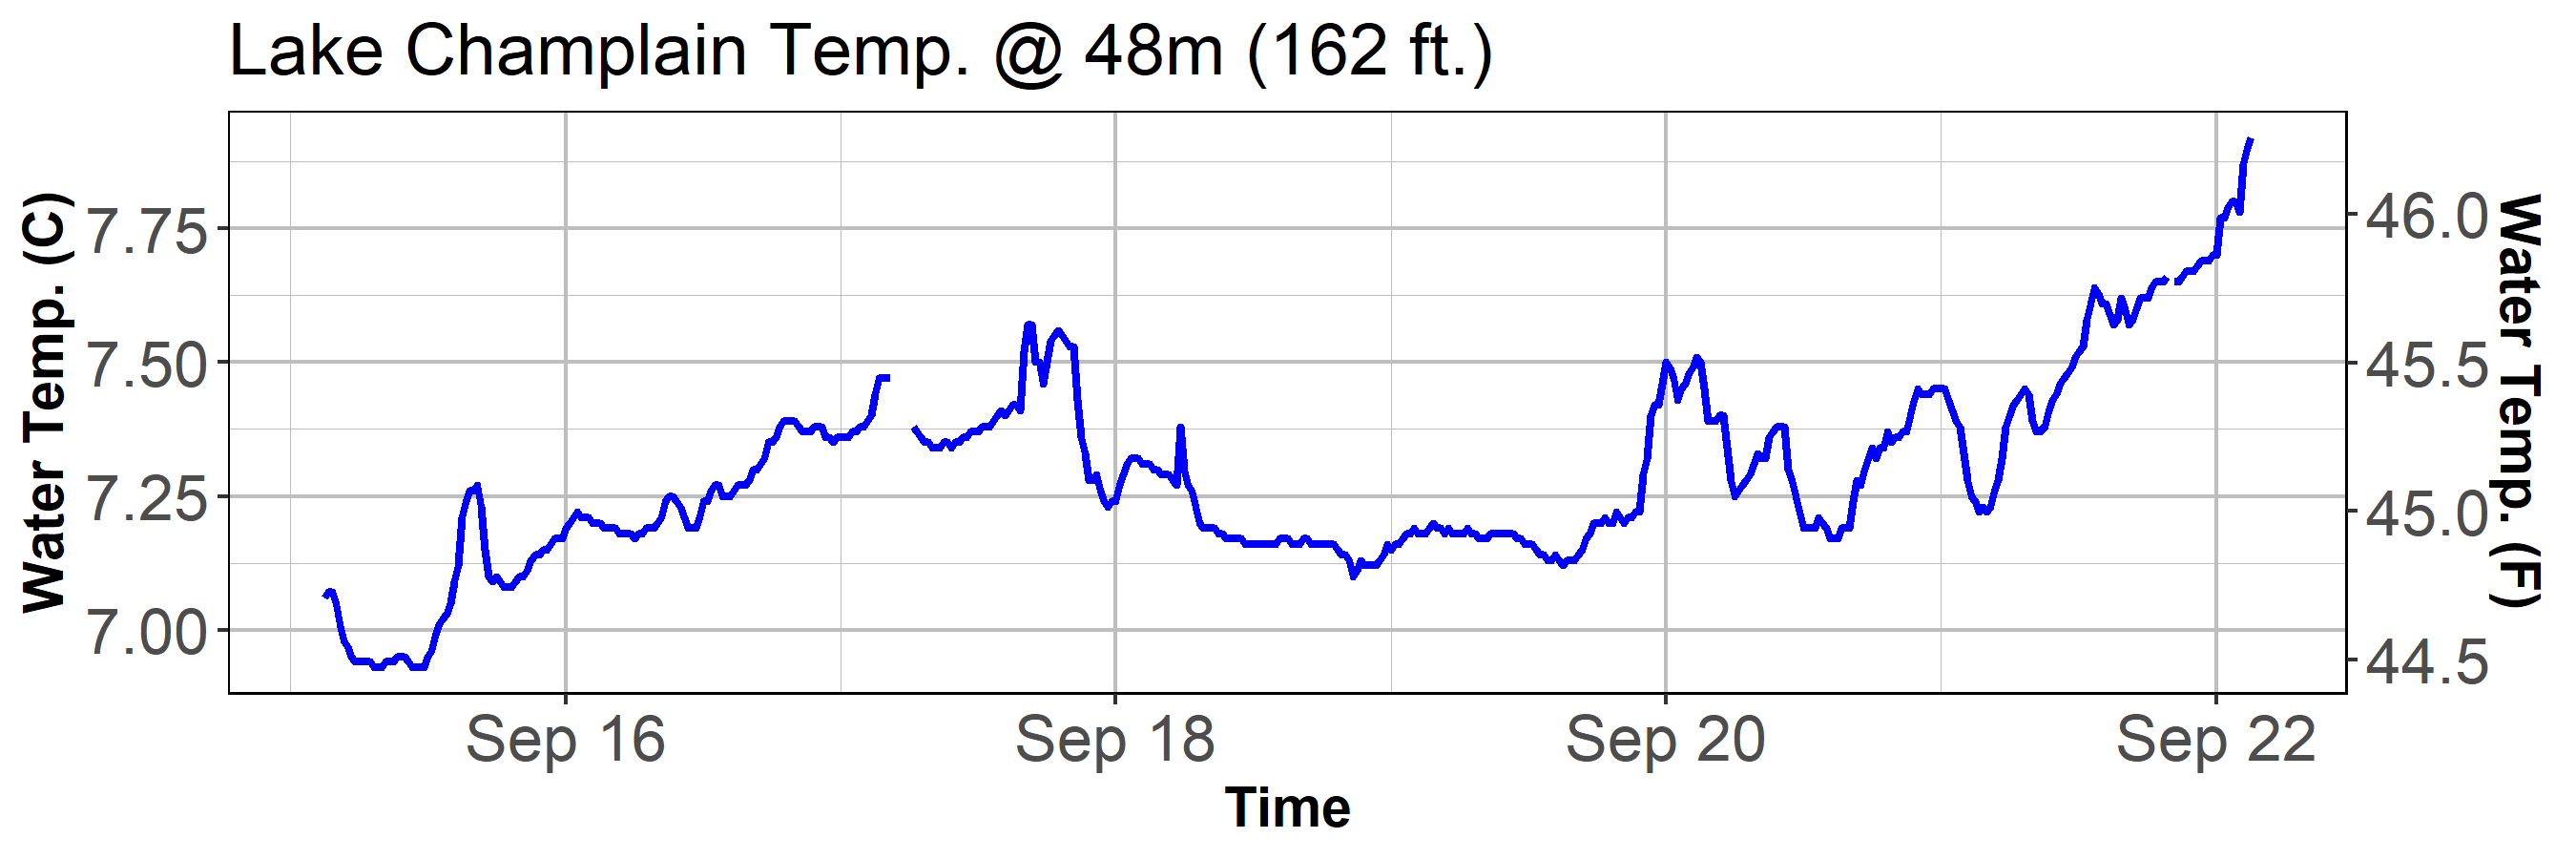 Lake Champlain Temp. @ 48m (162 ft.)
Water Temp. (C)
7.75
7.50
7.25
7.00
46.0
45.5
45.0
44.5
Water Temp. (F)
Sep 16
Sep 18
Sep 20
Sep 22
Time